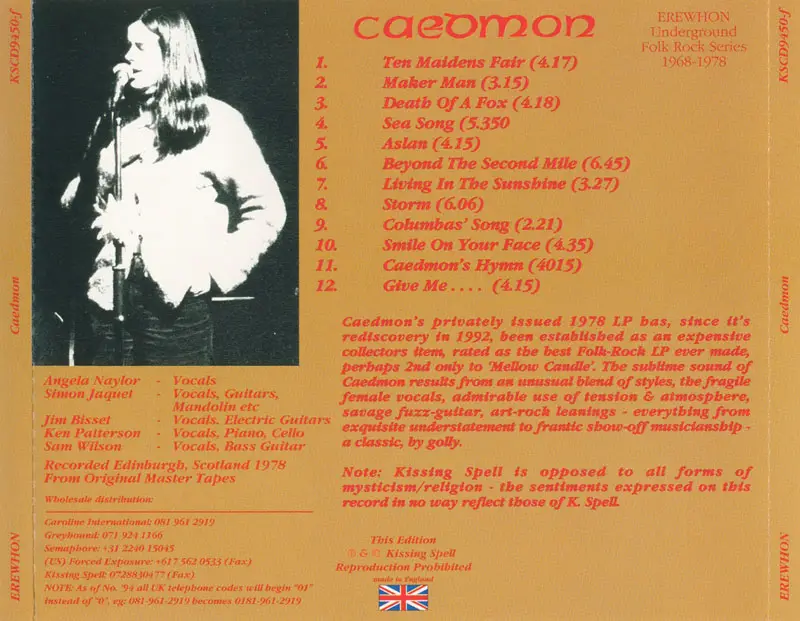 caedmon
EREWHON
Underground
Folk Rock Series
1968-1978
KSCD9450-f
KSCD9450-f
1. Ten Maidens Fair (4.17)
2. Maker Man (3.15)
3. Death Of A Fox (4.18)
4. Sea Song (5.350
5. Aslan (4.15)
6. Beyond The Second Mile (6.45)
7. Living In The Sunshine (3.27)
8. Storm (6.06)
9. Columbas' Song (2.21)
10. Smile On Your Face (4.35)
11. Caedmon's Hymn (4015)
12. Give Me . . . . (4.15)
Caedmon
Caedmon
Caedmon's privately issued 1978 LP has, since it's
rediscovery in 1992, been established as an expensive
collectors item, rated as the best Folk-Rock LP ever made,
perhaps 2nd only to 'Mellow Candle'. The sublime sound of
Caedmon results from an unusual blend of styles, the fragile
female vocals, admirable use of tension & atmosphere,
savage fuzz-guitar, art-rock leanings - everything from
exquisite understatement to frantic show-off musicianship -
a classic, by golly.
Note: Kissing Spell is opposed to all forms of
mysticism/religion - the sentiments expressed on this
record in no way reflect those of K. Spell.
Angela Naylor - Vocals
Simon Jaquet - Vocals, Guitars,
Mandolin etc
Jim Bisset - Vocals. Electric Guitars
Ken Patterson - Vocals, Piano, Cello
Sam Wilson - Vocals, Bass Guitar
Recorded Edinburgh, Scotland 1978
From Original Master Tapes
Wholesale distribution:
Caroline International: 081 961 2919
Greyhound: 071 924 1166
Semaphore: +31 2240 15045
(US) Forced Exposure: +617 562 0533 (Fax)
Kissing Spell: 0728830477 (Fax)
NOTE: As of No. '94 all UK telephone codes will begin "01"
instead of "0". eg: 081-961-2919 becomes 0181-961-2919
This Edition
℗ & © Kissing Spell
Reproduction Prohibited
made in England
EREWHON
EREWHON